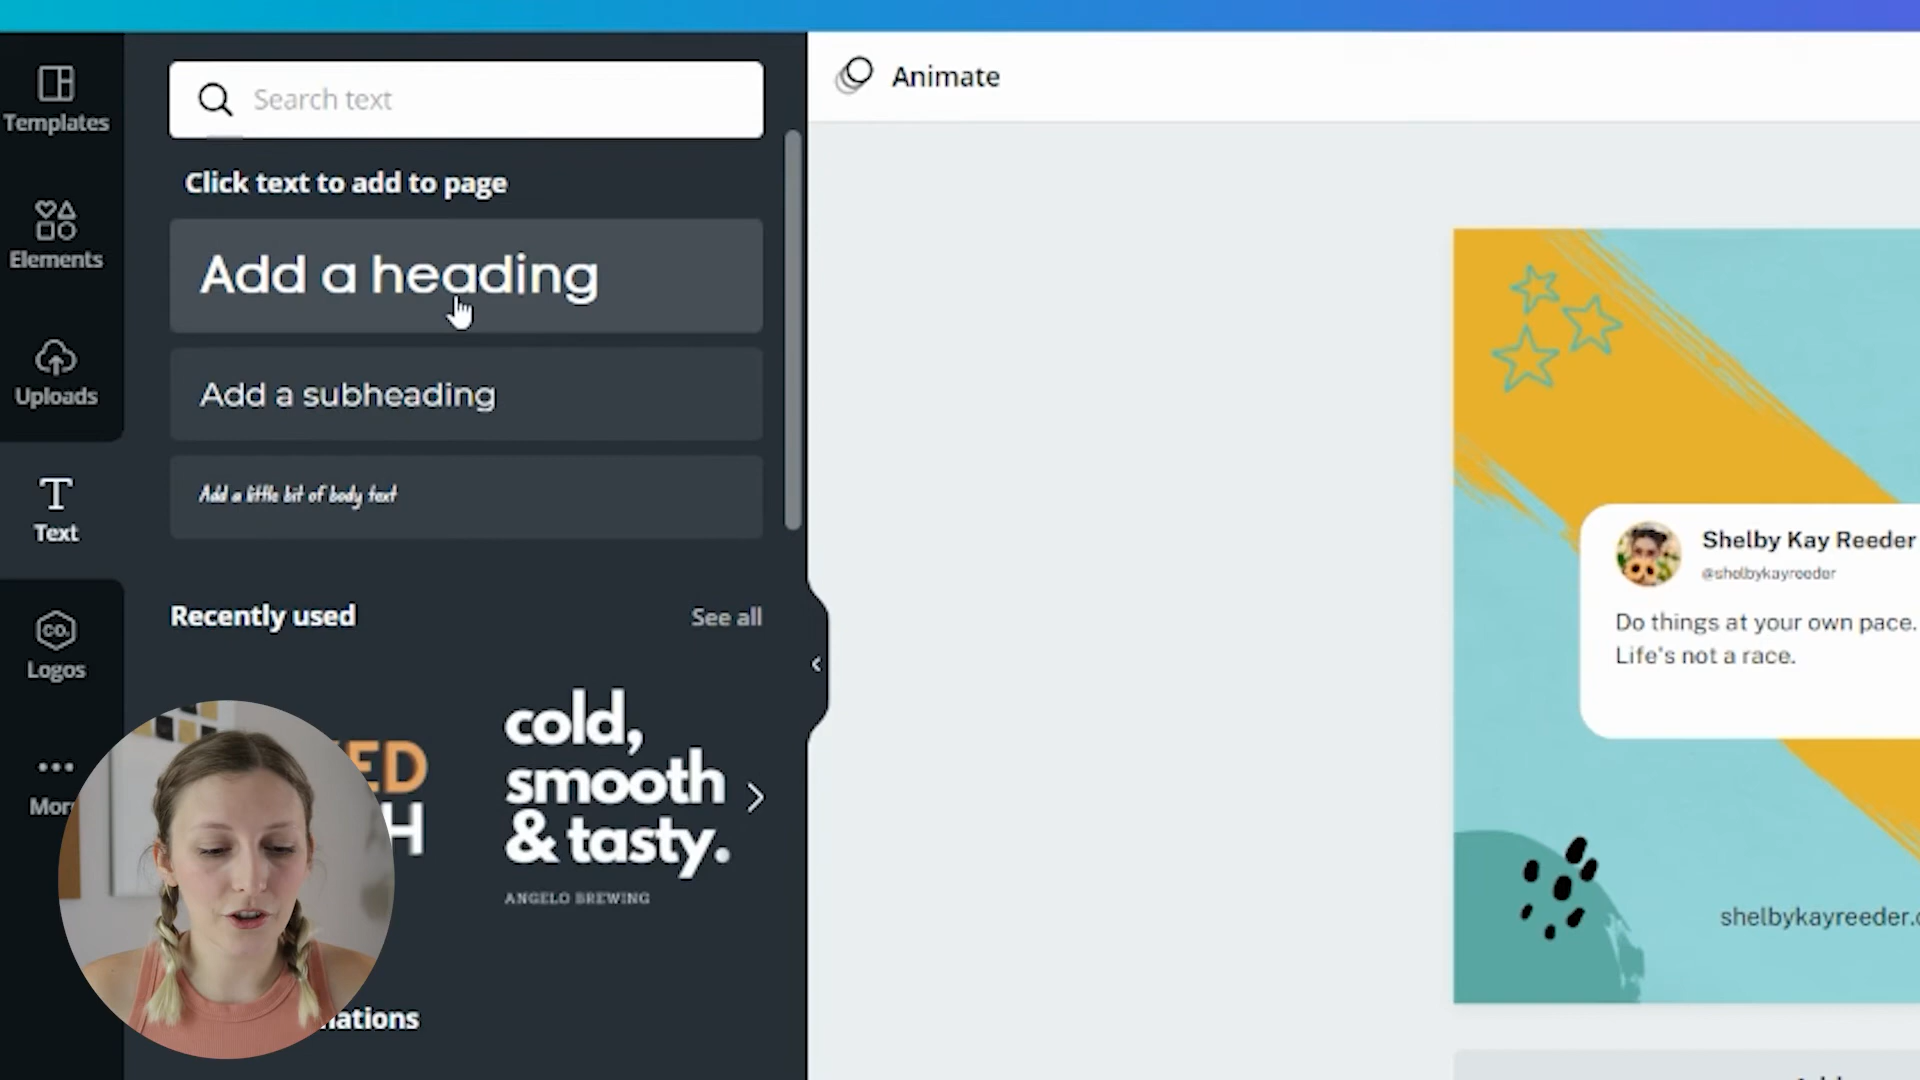 Templates
Elements
Uploads
Text
CO.
Logos
Search text
Click text to add to page
Add a heading
Add a subheading
Add a little bit of body text
Recently used
See all
cold,
smooth
& tasty.
ANGELO BREWING
Animate
Shelby Kay Reeder
@shelbykayreeder
Do things at your own pace.
Life's not a race.